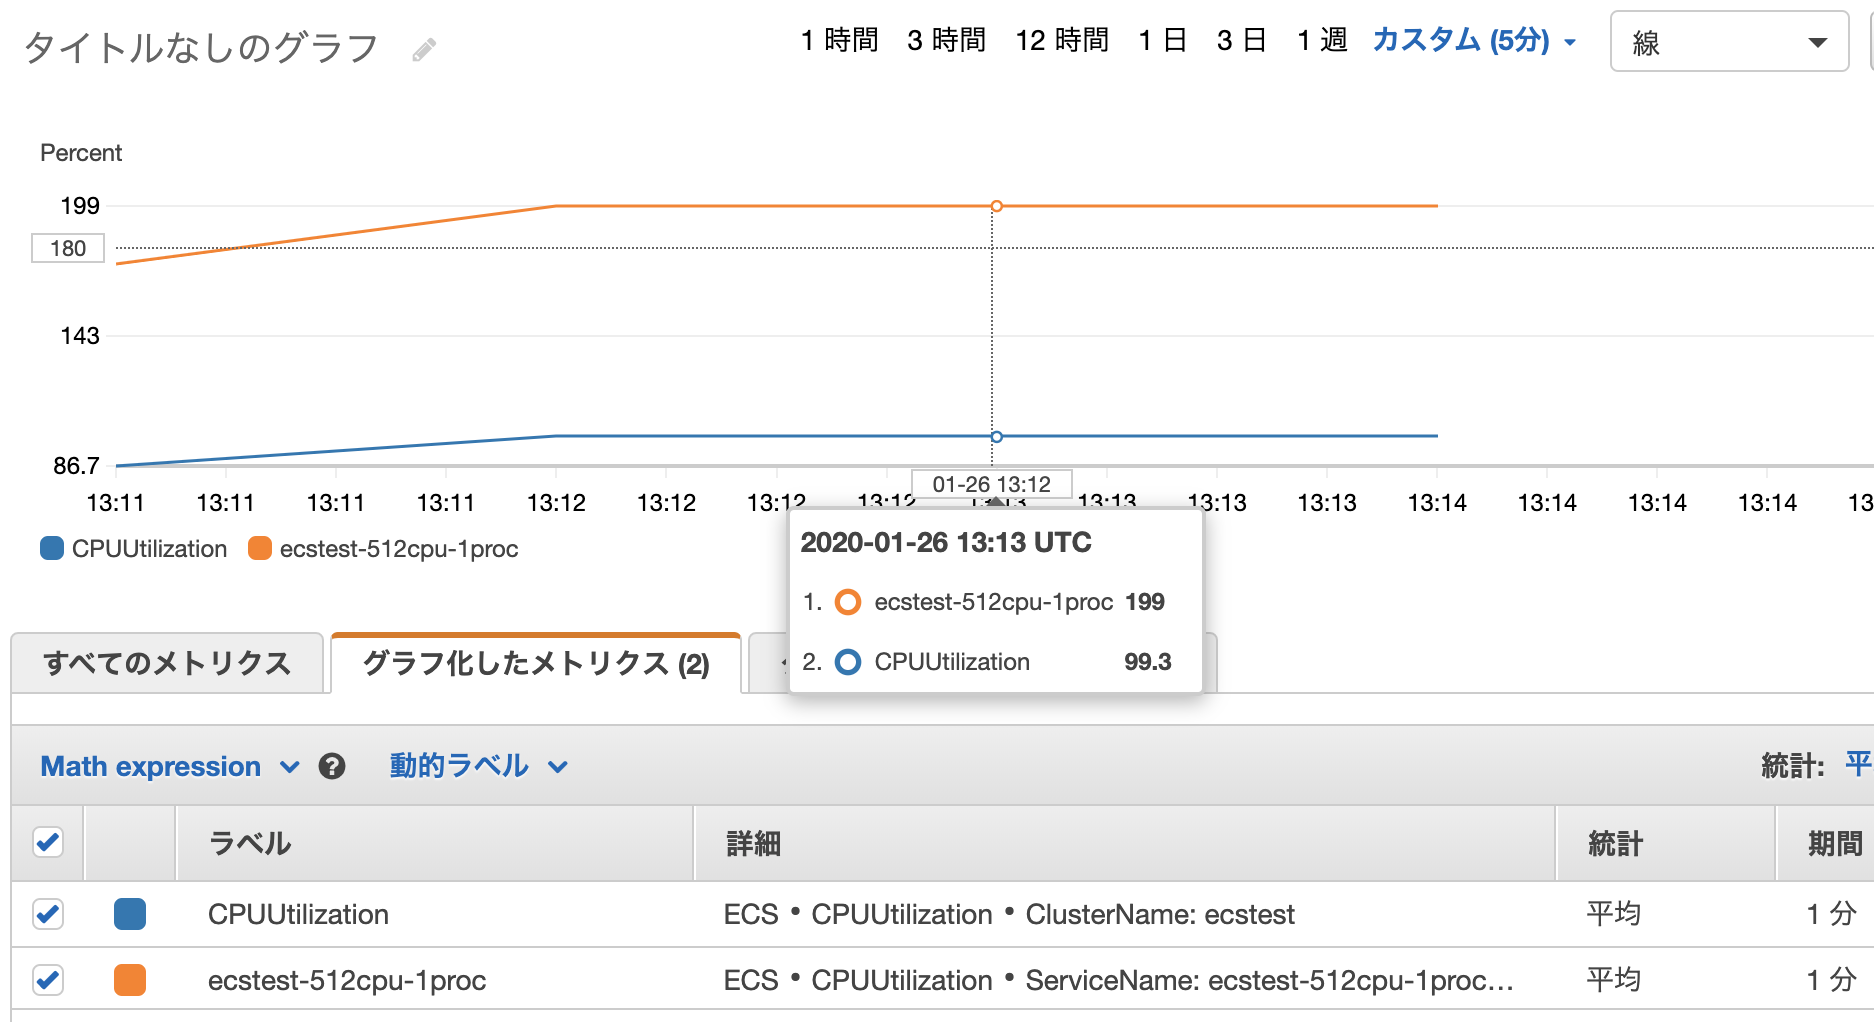 タイトルなしのグラフ
1 時間 3 時間 12 時間 1 日 3 日 1 週 カスタム (5分) 線
Percent
199
180
143
86.7
13:11 13:11 13:11 13:11 13:12 13:12 13:12 13:12 13:13 13:13 13:13 13:13 13:14 13:14 13:14 13:14
01-26 13:12
CPUUtilization ecstest-512cpu-1proc
2020-01-26 13:13 UTC
1. ecstest-512cpu-1proc 199
2. CPUUtilization 99.3
すべてのメトリクス グラフ化したメトリクス (2)
Math expression ? 動的ラベル 統計: 平
ラベル 詳細 統計 期間
CPUUtilization ECS • CPUUtilization • ClusterName: ecstest 平均 1 分
ecstest-512cpu-1proc ECS • CPUUtilization • ServiceName: ecstest-512cpu-1proc… 平均 1 分